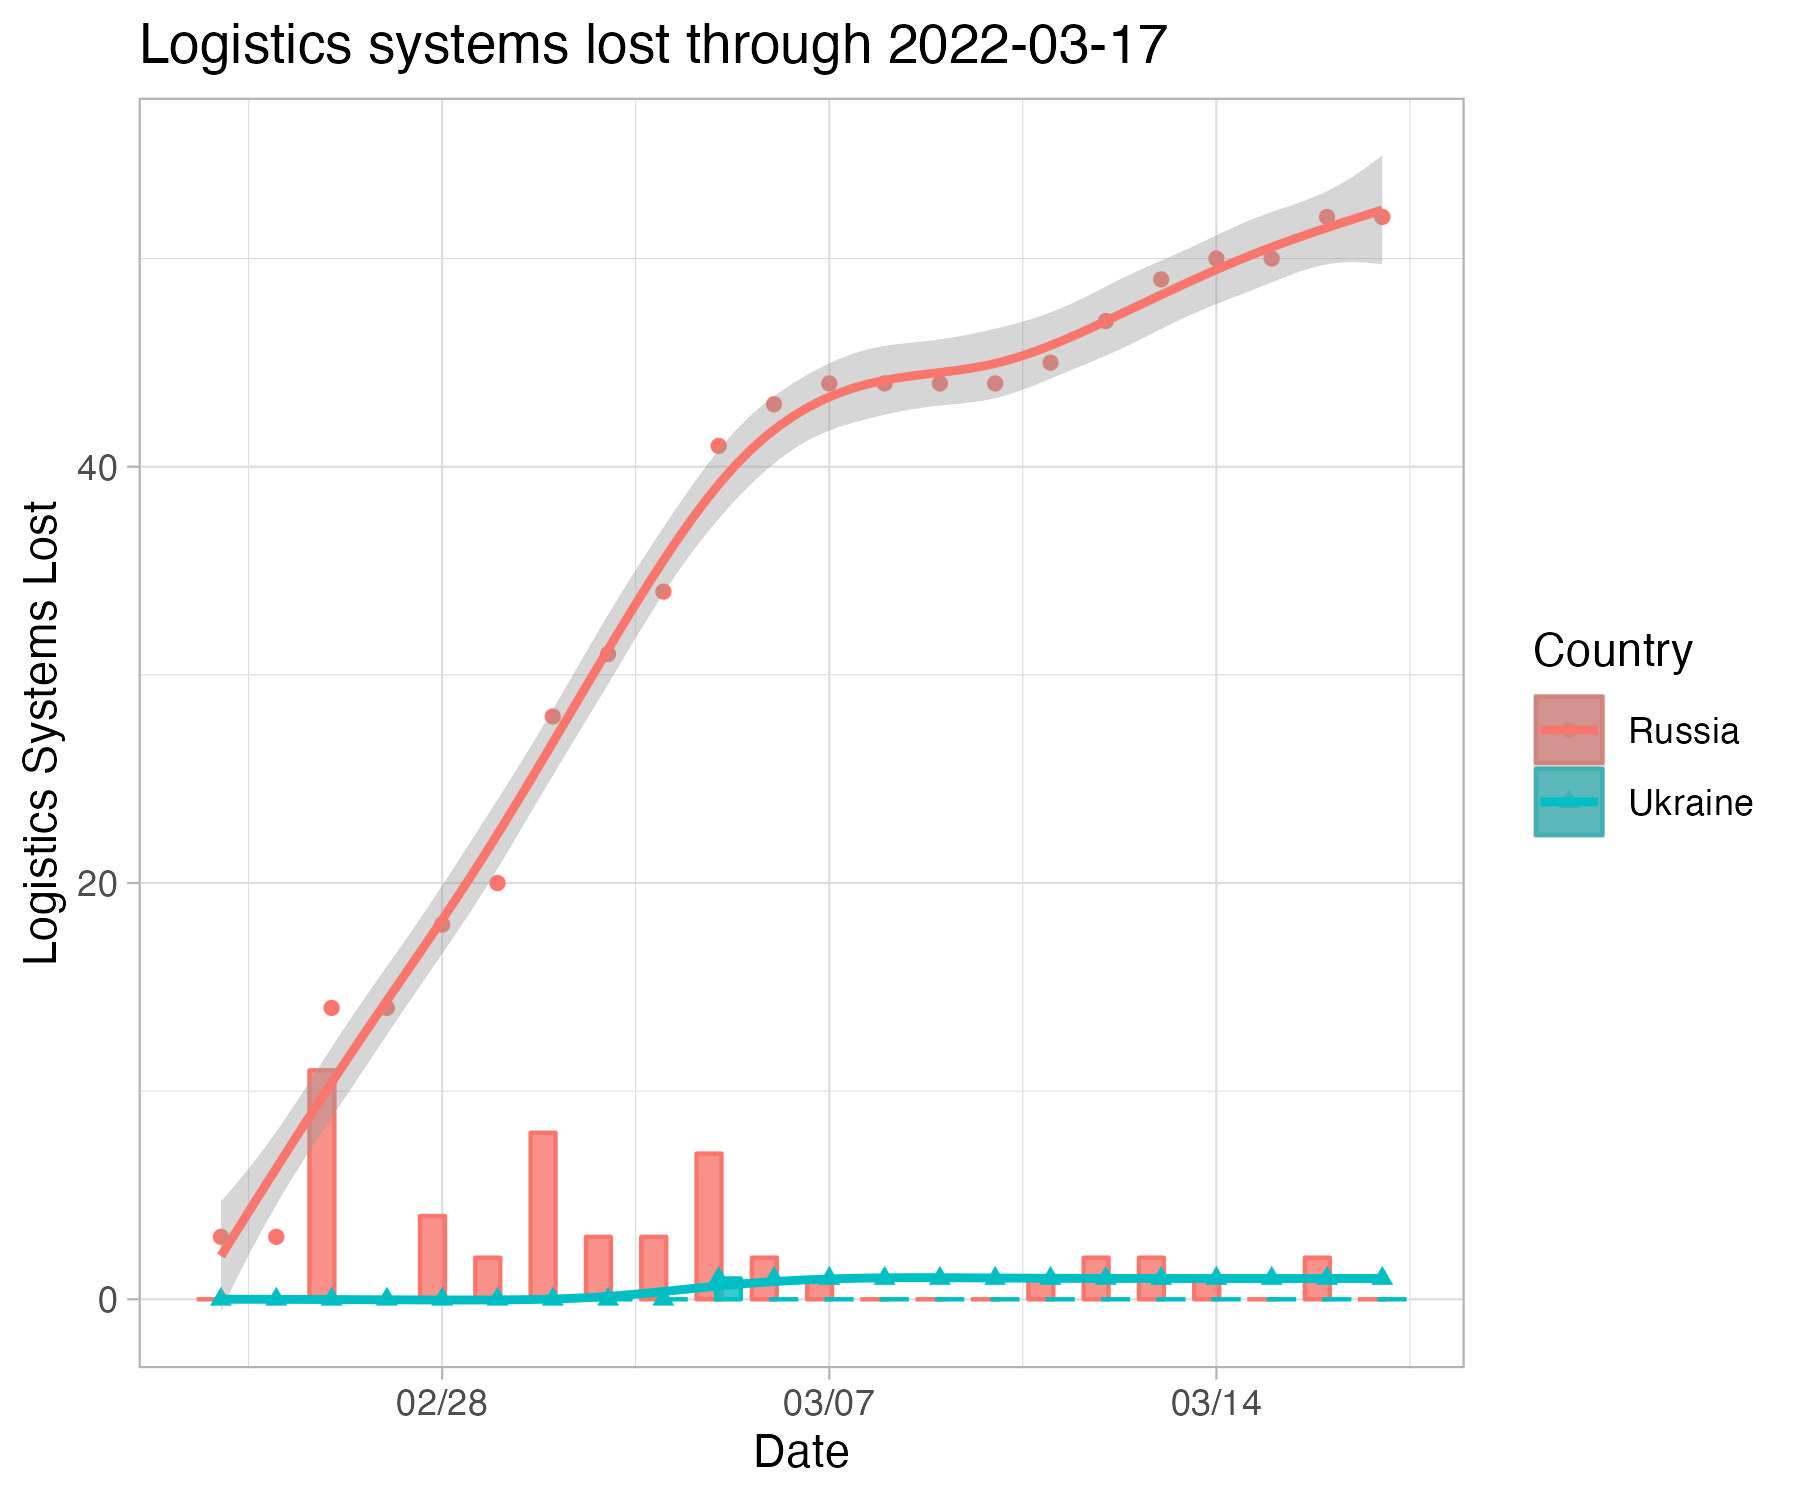 Logistics systems lost through 2022-03-17
Logistics Systems Lost
40
20
0
02/28
03/07
03/14
Date
Country
Russia
Ukraine